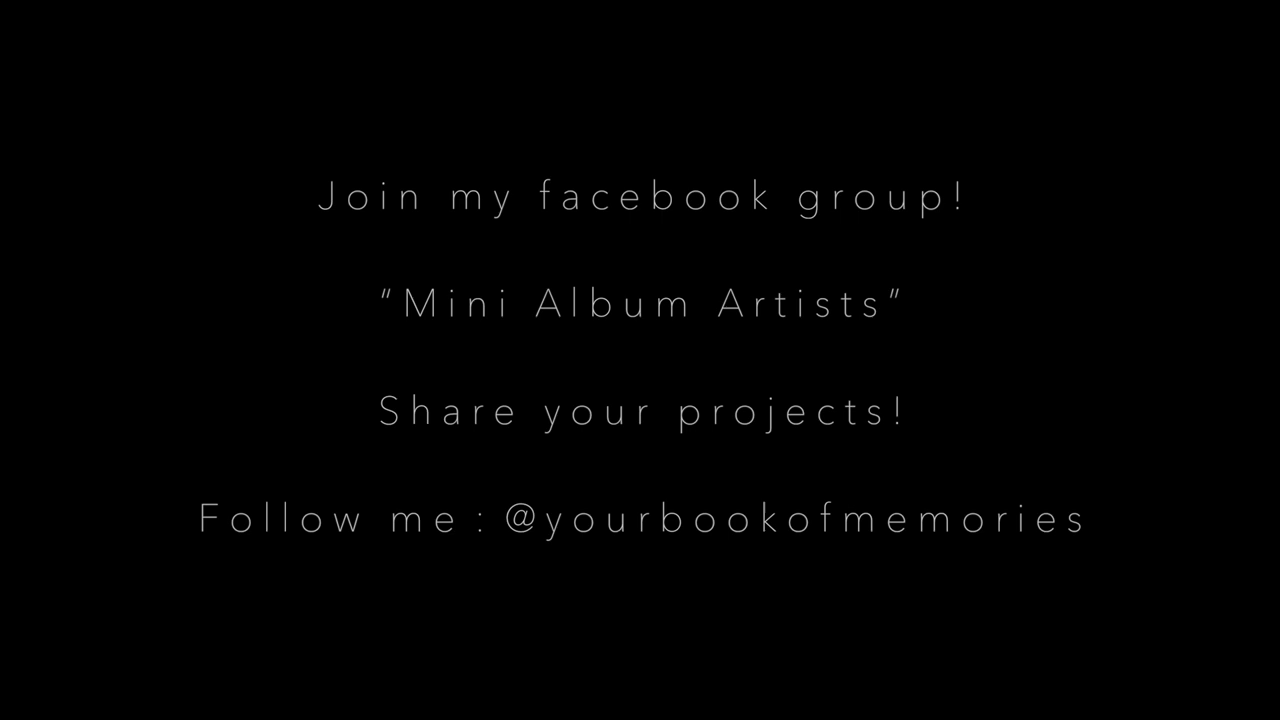 Join my facebook group!
"Mini Album Artists"
Share your projects!
Follow me : @yourbookofmemories